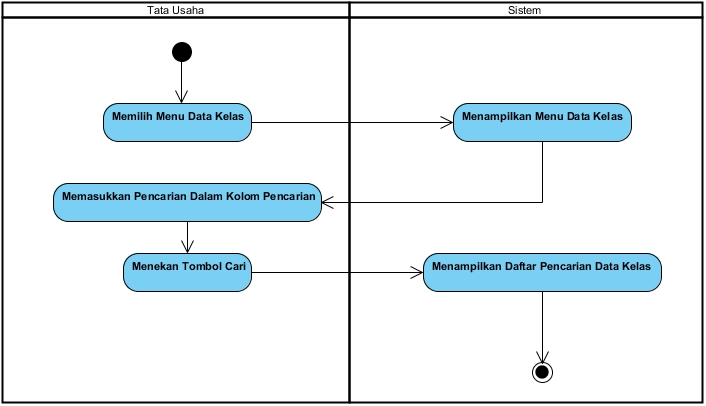 Tata Usaha
Sistem
Memilih Menu Data Kelas
Menampilkan Menu Data Kelas
Memasukkan Pencarian Dalam Kolom Pencarian
Menekan Tombol Cari
Menampilkan Daftar Pencarian Data Kelas